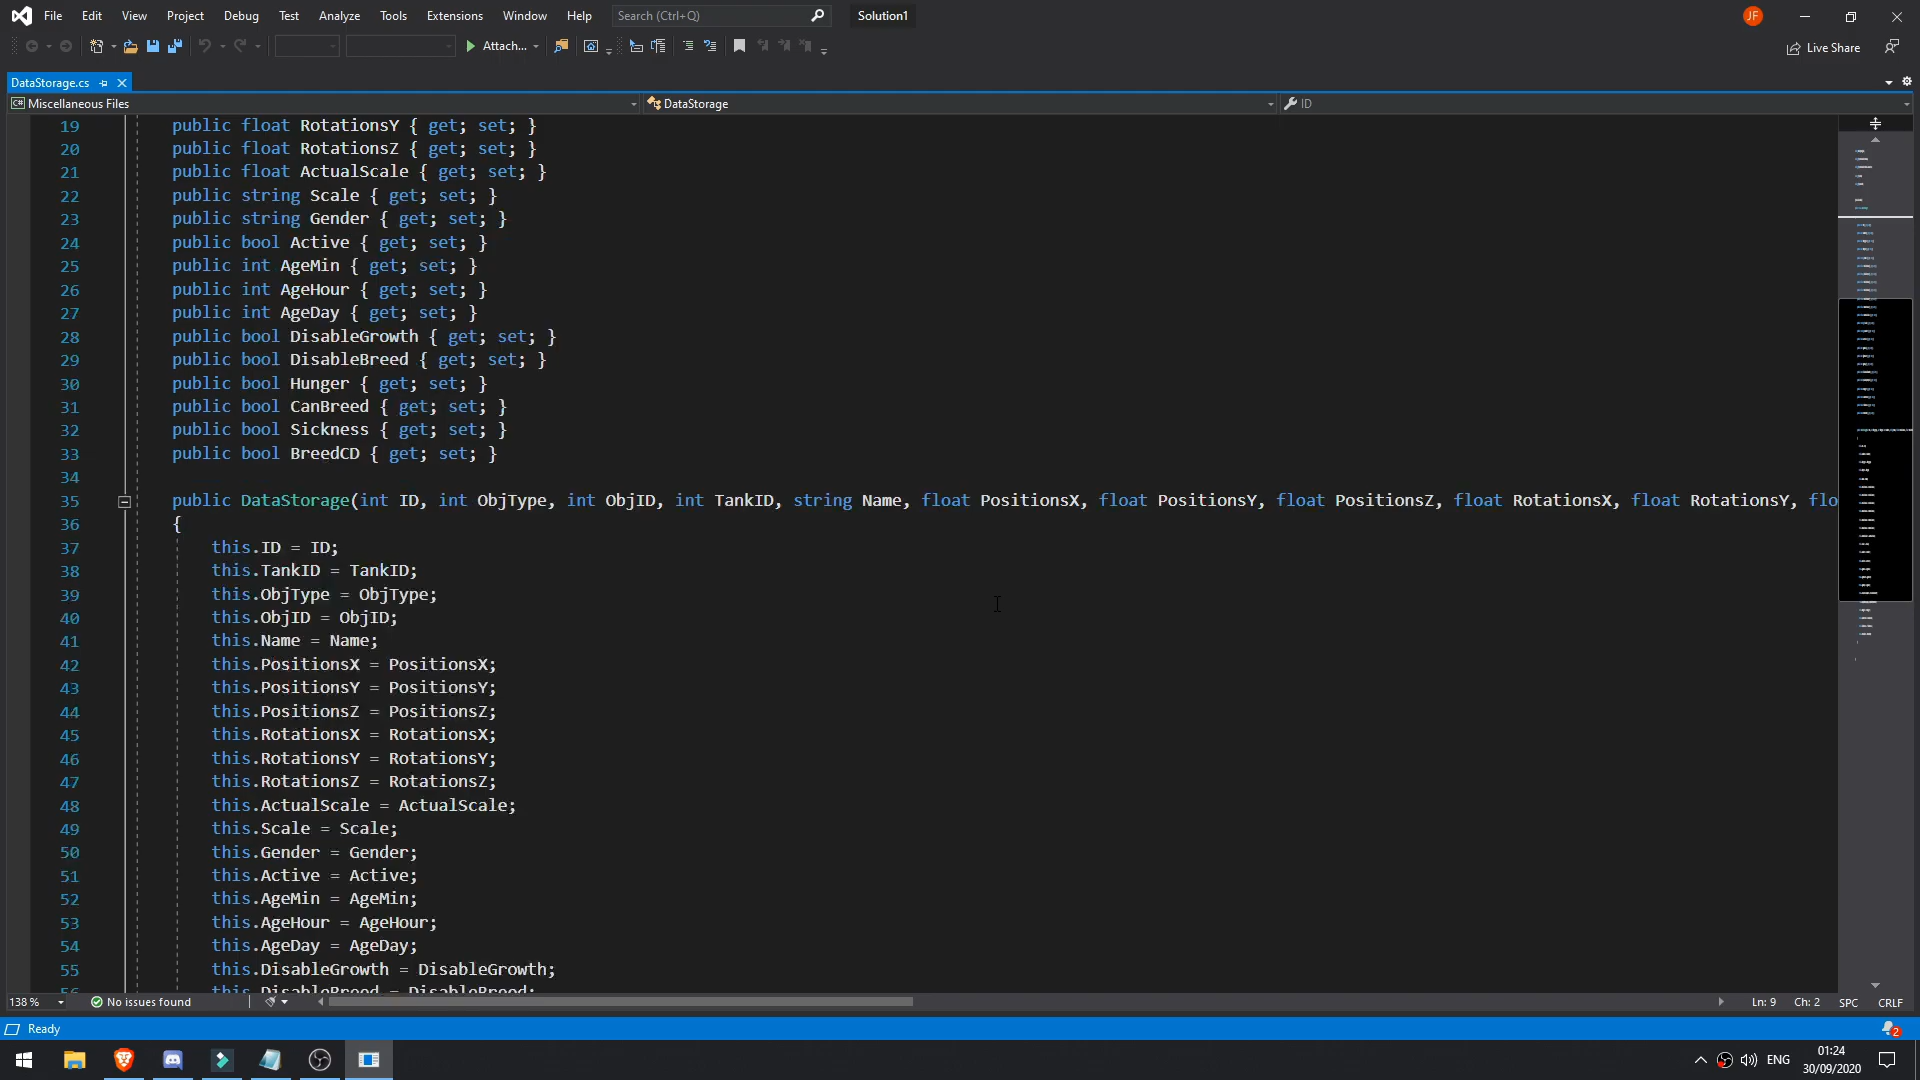 File Edit View Project Debug Test Analyze Tools Extensions Window Help Search (Ctrl+Q) Solution1 JF
Attach... Live Share
DataStorage.cs
C# Miscellaneous Files DataStorage ID
19 public float RotationsY { get; set; }
20 public float RotationsZ { get; set; }
21 public float ActualScale { get; set; }
22 public string Scale { get; set; }
23 public string Gender { get; set; }
24 public bool Active { get; set; }
25 public int AgeMin { get; set; }
26 public int AgeHour { get; set; }
27 public int AgeDay { get; set; }
28 public bool DisableGrowth { get; set; }
29 public bool DisableBreed { get; set; }
30 public bool Hunger { get; set; }
31 public bool CanBreed { get; set; }
32 public bool Sickness { get; set; }
33 public bool BreedCD { get; set; }
34
35 public DataStorage(int ID, int ObjType, int ObjID, int TankID, string Name, float PositionsX, float PositionsY, float PositionsZ, float RotationsX, float RotationsY, flo
36 {
37 this.ID = ID;
38 this.TankID = TankID;
39 this.ObjType = ObjType;
40 this.ObjID = ObjID;
41 this.Name = Name;
42 this.PositionsX = PositionsX;
43 this.PositionsY = PositionsY;
44 this.PositionsZ = PositionsZ;
45 this.RotationsX = RotationsX;
46 this.RotationsY = RotationsY;
47 this.RotationsZ = RotationsZ;
48 this.ActualScale = ActualScale;
49 this.Scale = Scale;
50 this.Gender = Gender;
51 this.Active = Active;
52 this.AgeMin = AgeMin;
53 this.AgeHour = AgeHour;
54 this.AgeDay = AgeDay;
55 this.DisableGrowth = DisableGrowth;
56 this.DisableBreed = DisableBreed;
138 % No issues found Ln: 9 Ch: 2 SPC CRLF
Ready 2
ENG 01:24
30/09/2020